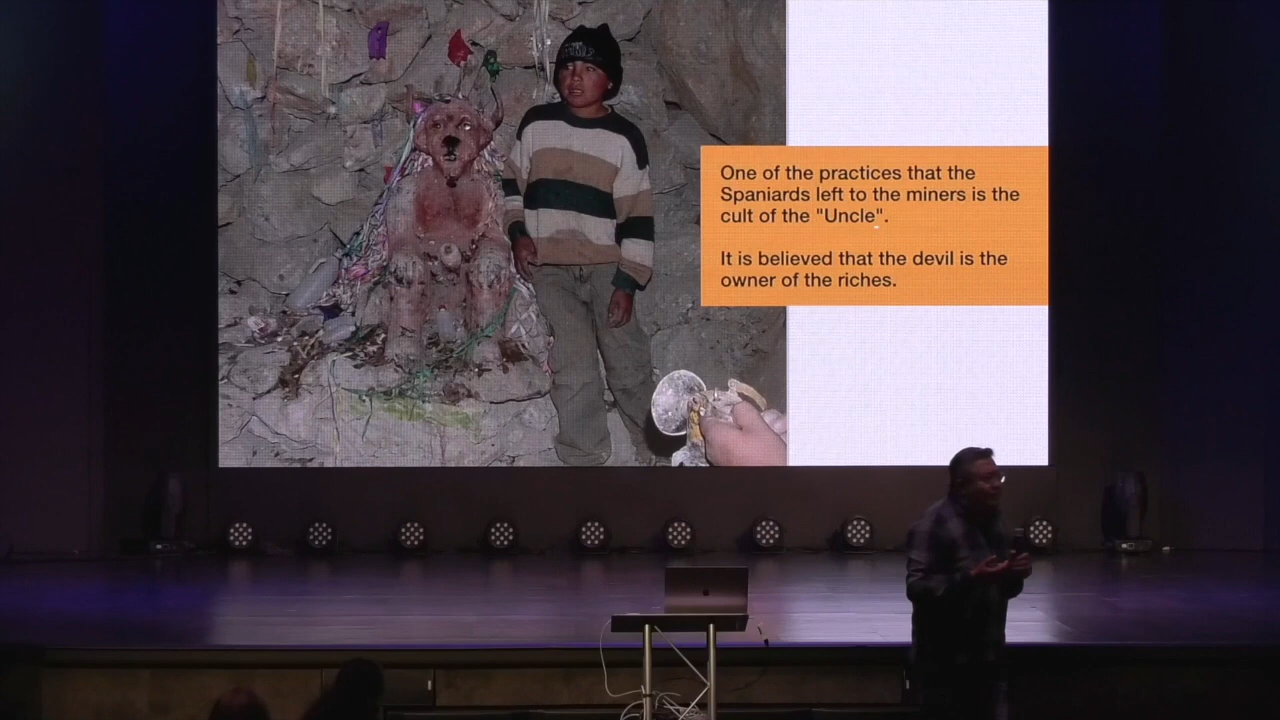 One of the practices that the
Spaniards left to the miners is the
cult of the "Uncle".
It is believed that the devil is the
owner of the riches.